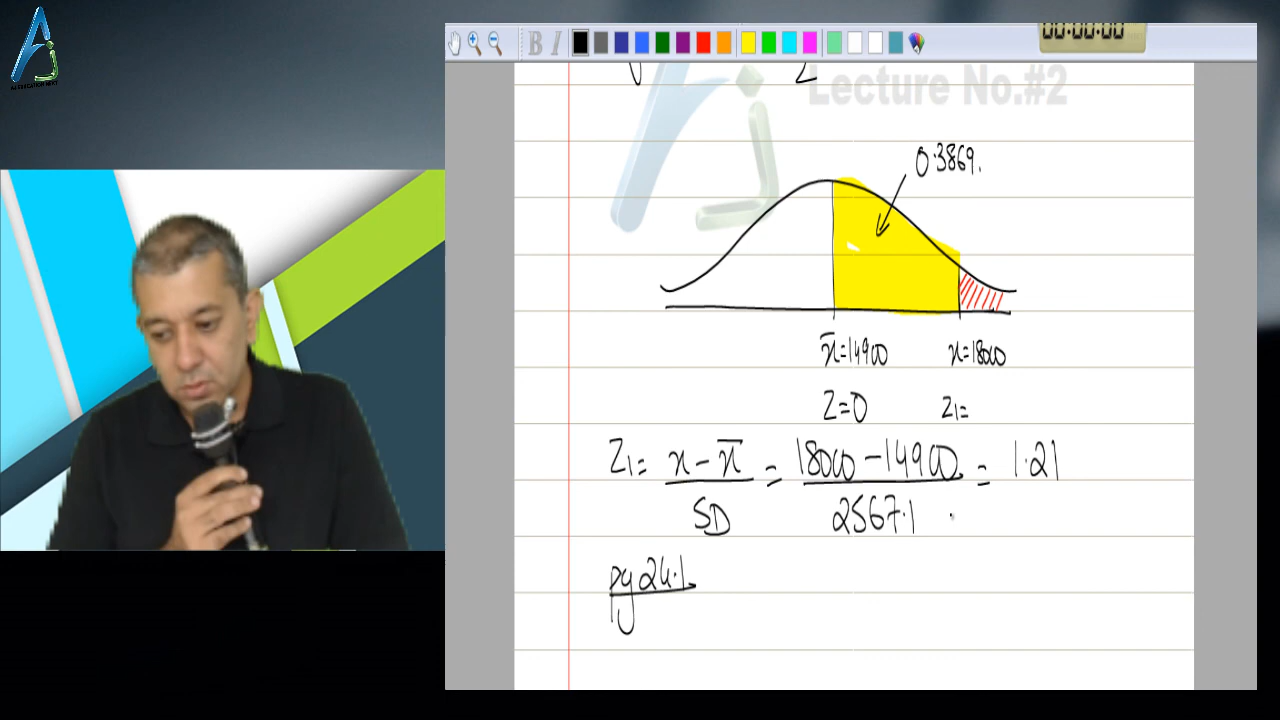 00:00:00
B I
Lecture No.#2
0.3869.
x̄=14900 x=18000
Z=0 Z1=
Z1= x-x̄ / SD = 18000-14900 / 2567.1 = 1.21
pg 24.1